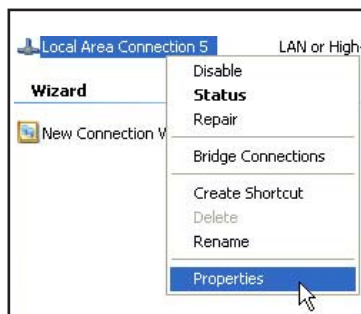 Local Area Connection 5 LAN or High-
Disable
Wizard Status
Repair
New Connection W
Bridge Connections
Create Shortcut
Delete
Rename
Properties